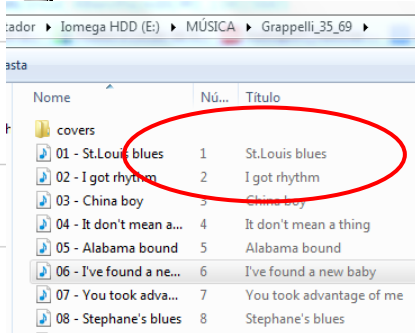 tador ▸ Iomega HDD (E:) ▸ MÚSICA ▸ Grappelli_35_69 ▸
asta
Nome Nú... Título
covers
01 - St.Louis blues 1 St.Louis blues
02 - I got rhythm 2 I got rhythm
03 - China boy 3 China boy
04 - It don't mean a... 4 It don't mean a thing
05 - Alabama bound 5 Alabama bound
06 - I've found a ne... 6 I've found a new baby
07 - You took adva... 7 You took advantage of me
08 - Stephane's blues 8 Stephane's blues